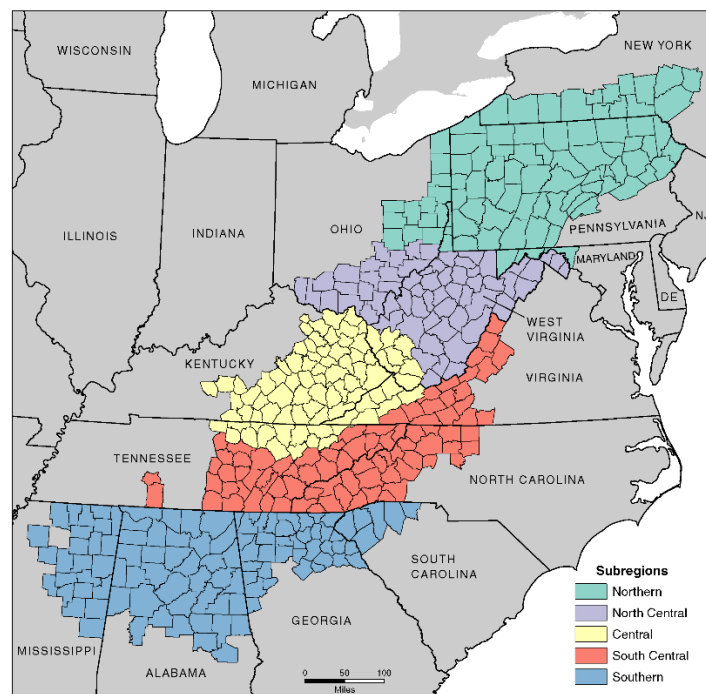 NEW YORK
WISCONSIN
MICHIGAN
PENNSYLVANIA
NJ
OHIO
ILLINOIS
INDIANA
MARYLAND
DE
WEST
VIRGINIA
KENTUCKY
VIRGINIA
TENNESSEE
NORTH CAROLINA
SOUTH
CAROLINA
GEORGIA
MISSISSIPPI
ALABAMA
0 50 100
Miles
Subregions
Northern
North Central
Central
South Central
Southern